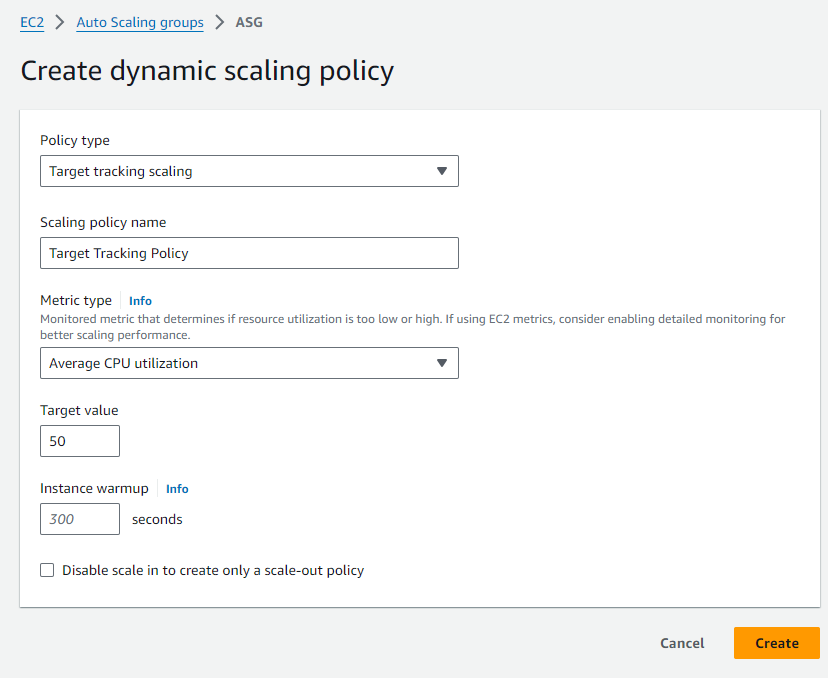 EC2 > Auto Scaling groups > ASG
Create dynamic scaling policy
Policy type
Target tracking scaling
Scaling policy name
Target Tracking Policy
Metric type Info
Monitored metric that determines if resource utilization is too low or high. If using EC2 metrics, consider enabling detailed monitoring for
better scaling performance.
Average CPU utilization
Target value
50
Instance warmup Info
300 seconds
Disable scale in to create only a scale-out policy
Cancel Create